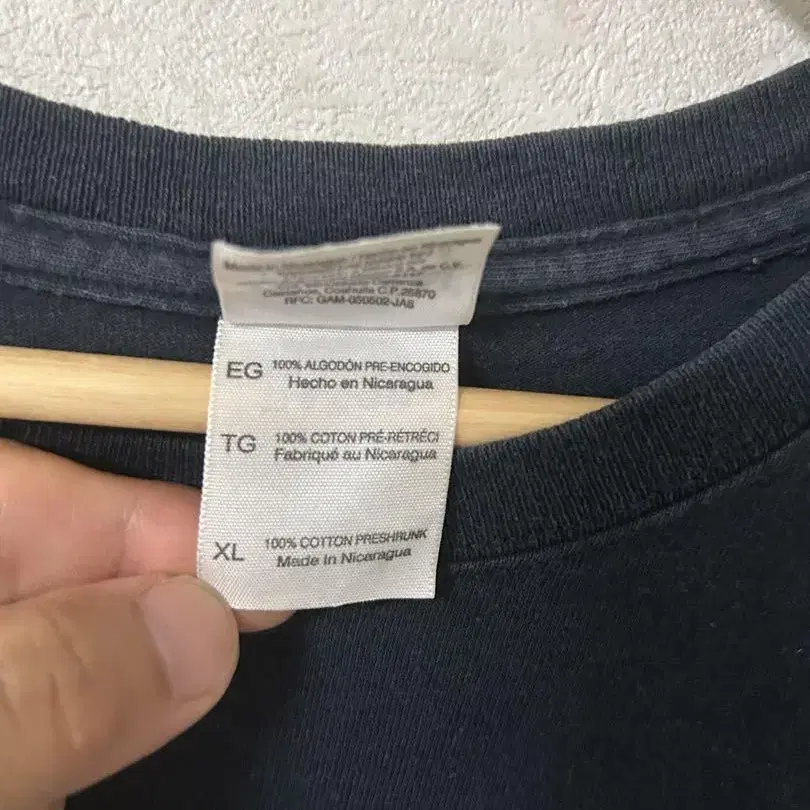 C.V.
Coahuila C.P.25870
RFC: GAM-050502-JA8
EG 100% ALGODÓN PRE-ENCOGIDO
Hecho en Nicaragua
TG 100% COTON PRÉ-RÉTRÉCI
Fabriqué au Nicaragua
XL 100% COTTON PRESHRUNK
Made in Nicaragua